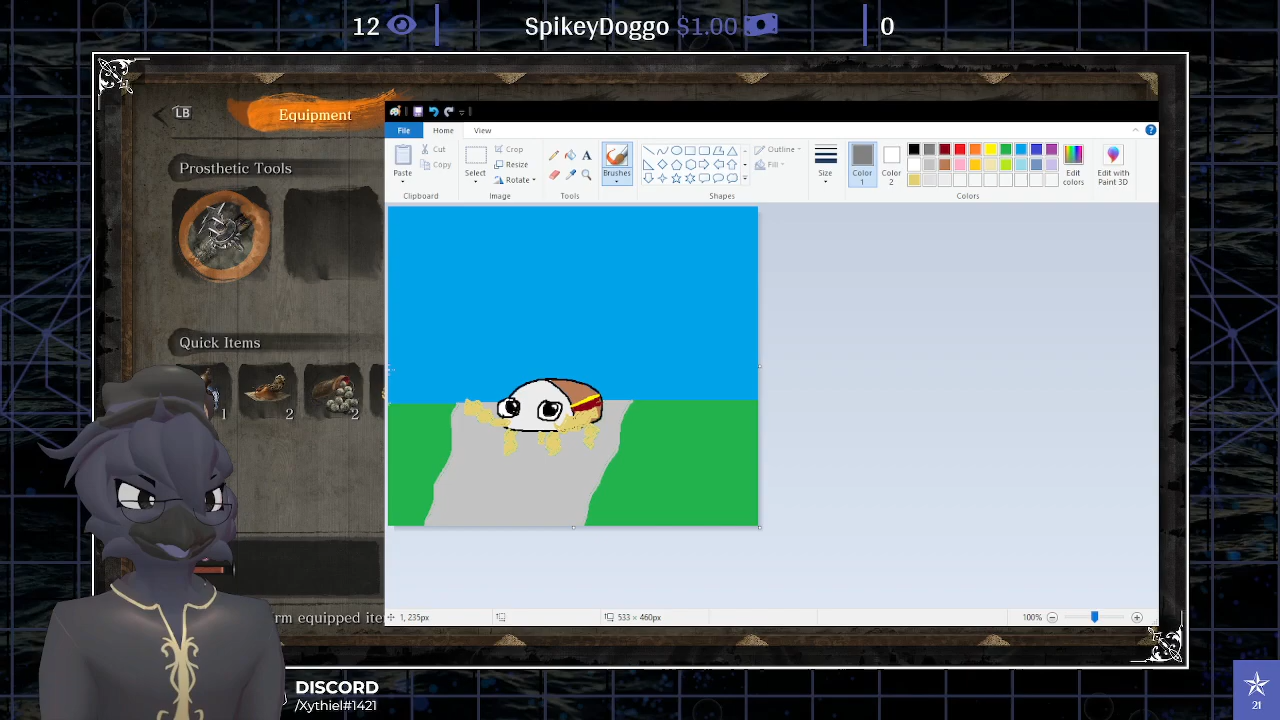 12 SpikeyDoggo $1.00 0
LB Equipment
Prosthetic Tools
Quick Items
1 2 2
rm equipped ite
File Home View
Paste Cut Copy
Clipboard
Select Crop Resize Rotate
Image
A
Tools
Brushes
Outline Fill
Shapes
Size
Color 1 Color 2
Edit colors
Colors
Edit with Paint 3D
1, 235px 533 × 460px 100%
DISCORD
/Xythiel#1421
21